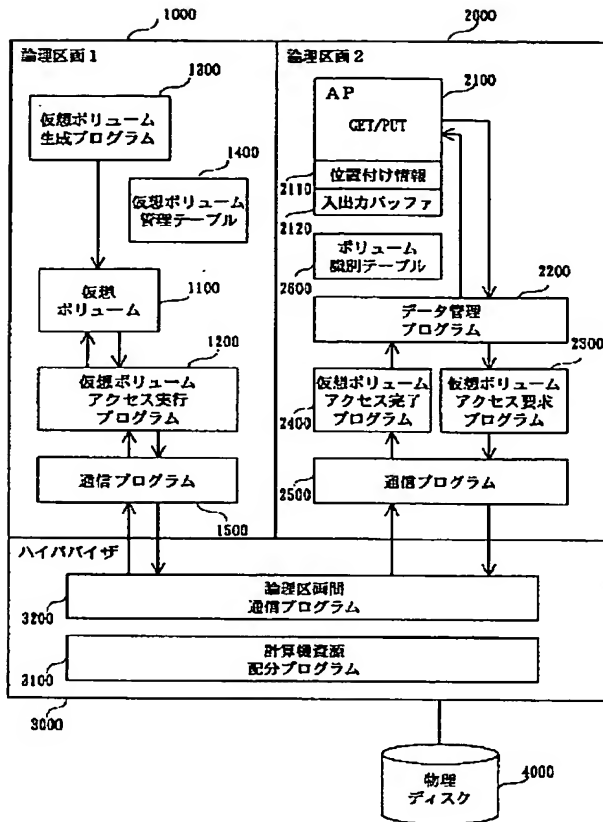 1000
2000
論理区画1
論理区画2
1300
仮想ボリューム
生成プログラム
1400
仮想ボリューム
管理テーブル
仮想
ボリューム
1100
1200
仮想ボリューム
アクセス実行
プログラム
通信プログラム
1500
2100
AP
GET/PUT
2110
位置付け情報
入出力バッファ
2120
ボリューム
識別テーブル
2600
2200
データ管理
プログラム
2300
仮想ボリューム
アクセス完了
プログラム
2400
仮想ボリューム
アクセス要求
プログラム
2500
通信プログラム
ハイパバイザ
論理区画間
通信プログラム
3200
計算機資源
配分プログラム
3100
3000
物理
ディスク
4000